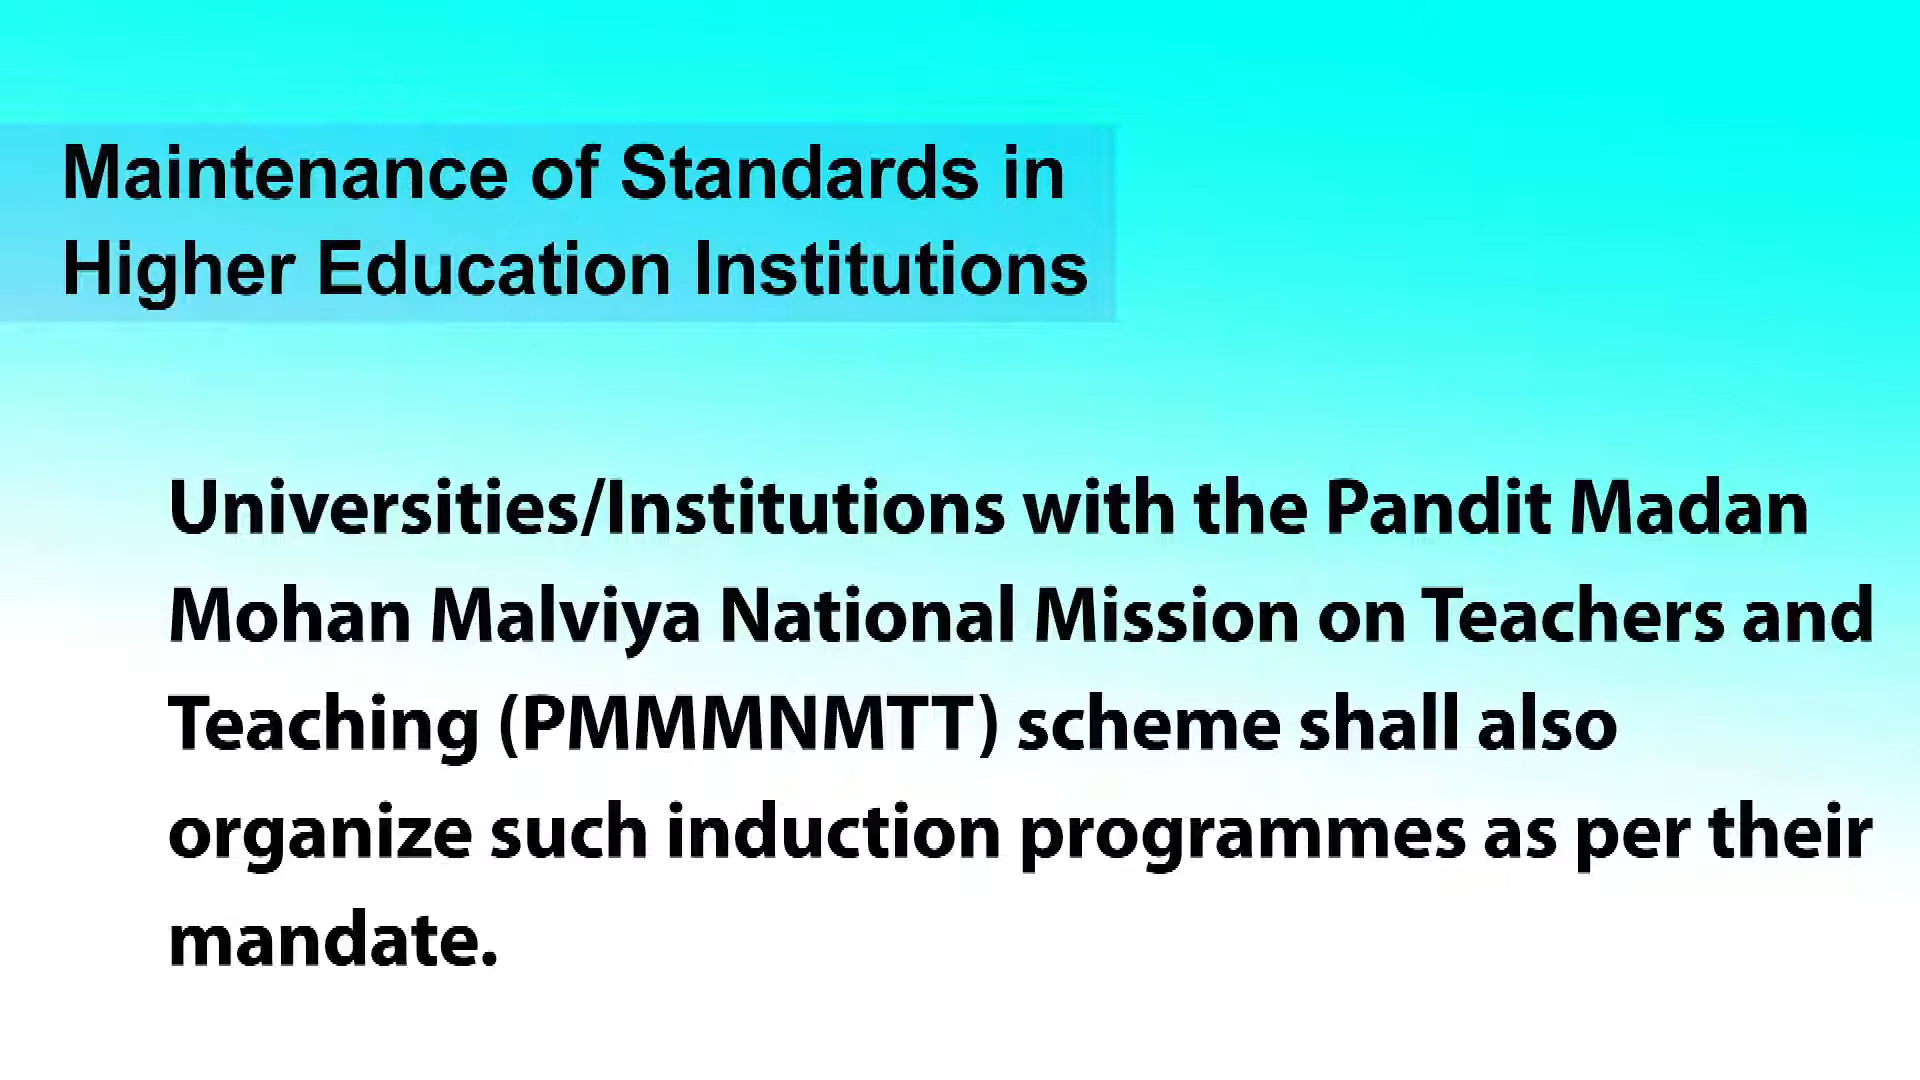 Maintenance of Standards in
Higher Education Institutions
Universities/Institutions with the Pandit Madan
Mohan Malviya National Mission on Teachers and
Teaching (PMMMNMTT) scheme shall also
organize such induction programmes as per their
mandate.